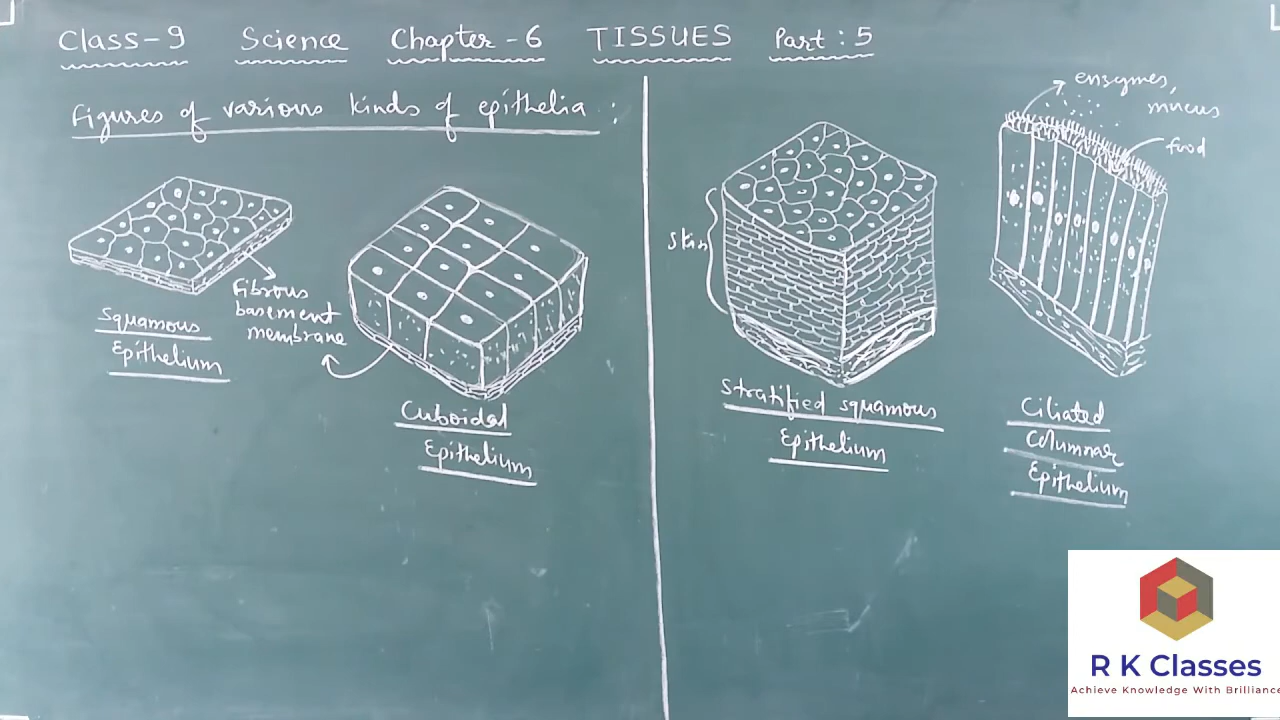 Class-9 Science Chapter-6 TISSUES Part : 5
Figures of various kinds of epithelia :
Squamous
Epithelium
Fibrous
basement
membrane
Cuboidal
Epithelium
Skin
Stratified squamous
Epithelium
enzymes,
mucus
food
Ciliated
Columnar
Epithelium
R K Classes
Achieve Knowledge With Brilliance